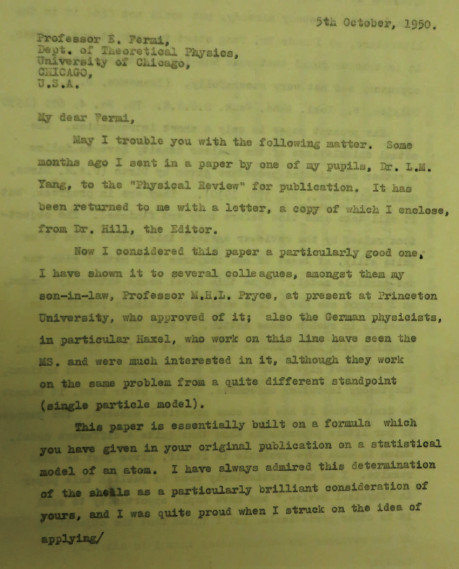 5th October, 1950.
Professor E. Fermi,
Dept. of Theoretical Physics,
University of Chicago,
CHICAGO,
U.S.A.
My dear Fermi,
May I trouble you with the following matter. Some
months ago I sent in a paper by one of my pupils, Dr. L.M.
Yang, to the "Physical Review" for publication. It has
been returned to me with a letter, a copy of which I enclose,
from Dr. Hill, the Editor.
Now I considered this paper a particularly good one,
I have shown it to several colleagues, amongst them my
son-in-law, Professor M.H.L. Pryce, at present at Princeton
University, who approved of it; also the German physicists,
in particular Haxel, who work on this line have seen the
MS. and were much interested in it, although they work
on the same problem from a quite different standpoint
(single particle model).
This paper is essentially built on a formula which
you have given in your original publication on a statistical
model of an atom. I have always admired this determination
of the shells as a particularly brilliant consideration of
yours, and I was quite proud when I struck on the idea of
applying/